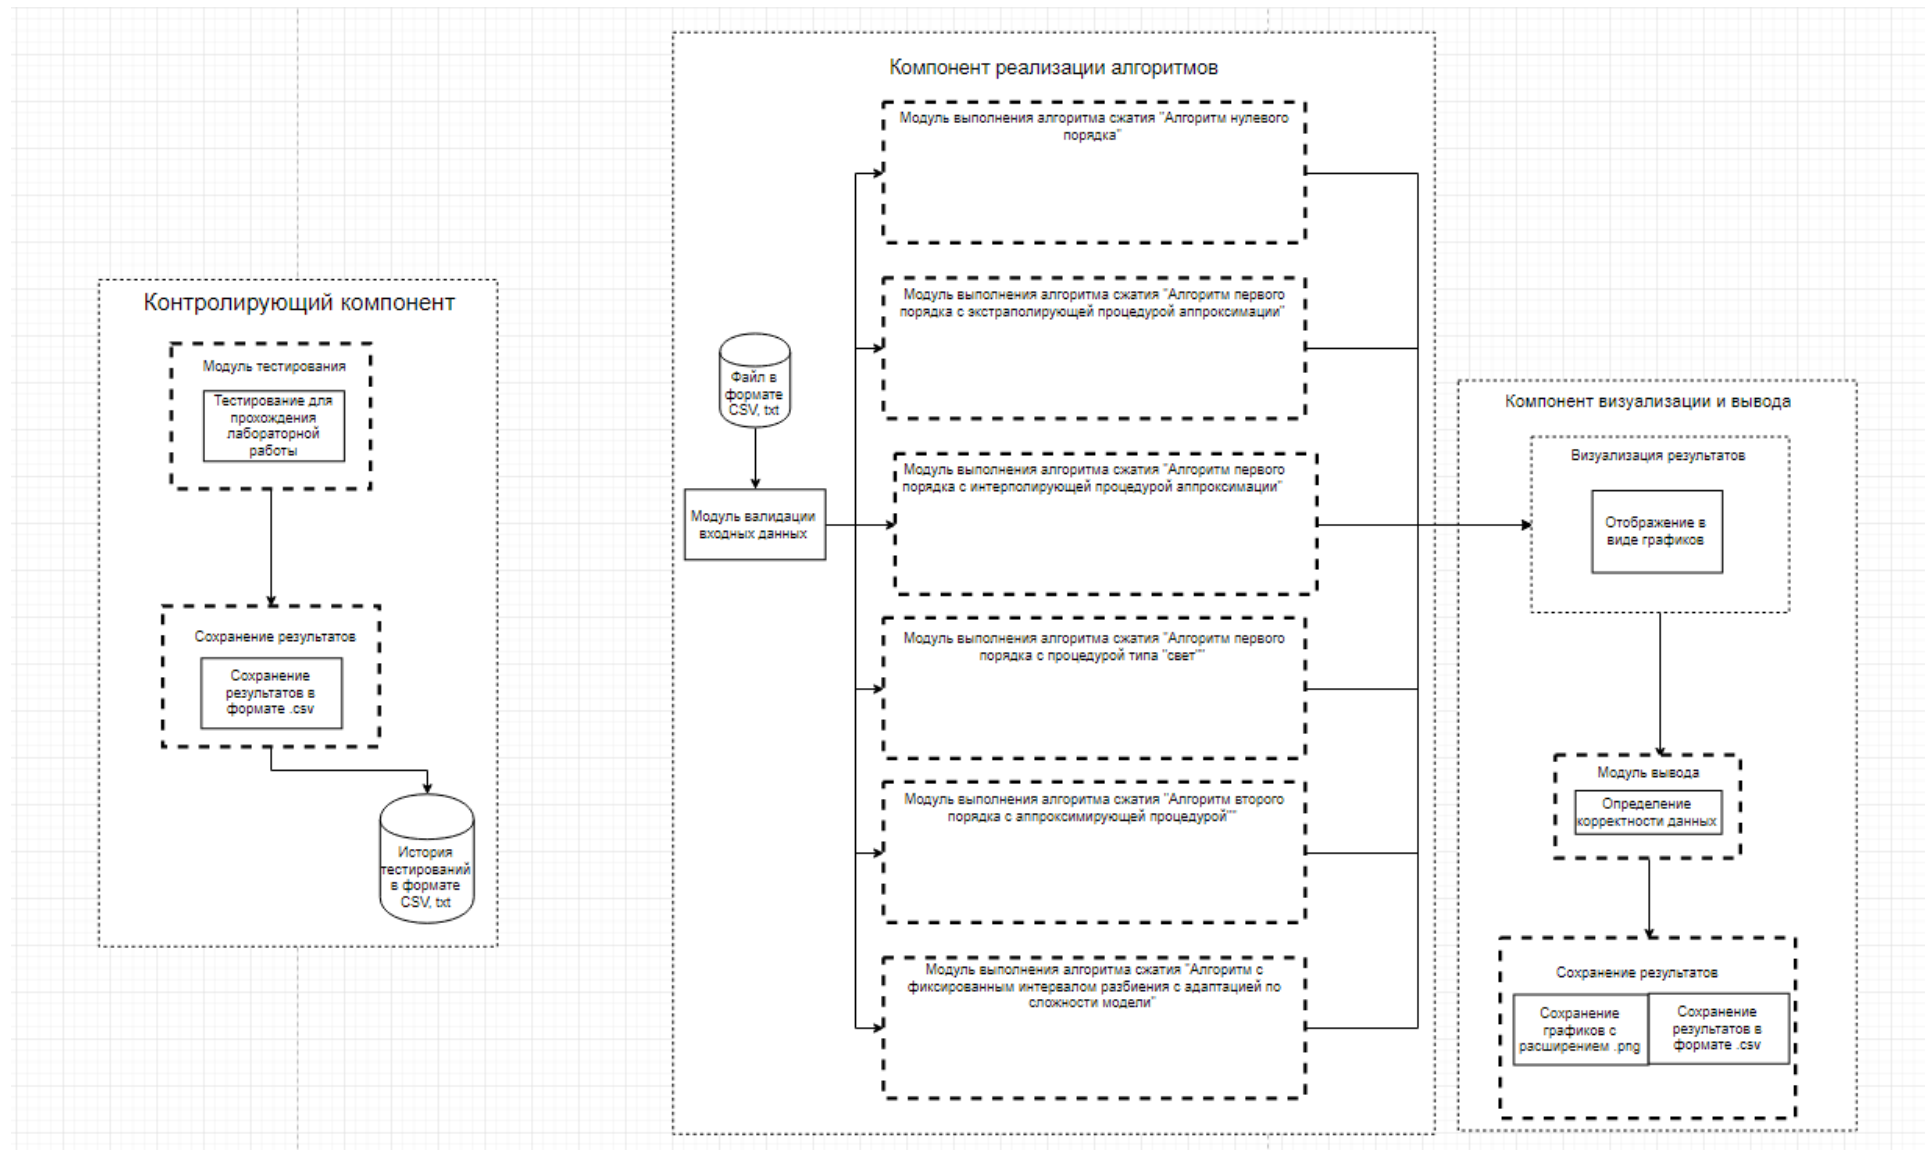 Контролирующий компонент
Модуль тестирования
Тестирование для
прохождения
лабораторной
работы
Сохранение результатов
Сохранение
результатов в
формате .csv
История
тестирований
в формате
CSV, txt
Компонент реализации алгоритмов
Файл в
формате
CSV, txt
Модуль валидации
входных данных
Модуль выполнения алгоритма сжатия "Алгоритм нулевого
порядка"
Модуль выполнения алгоритма сжатия "Алгоритм первого
порядка с экстраполирующей процедурой аппроксимации"
Модуль выполнения алгоритма сжатия "Алгоритм первого
порядка с интерполирующей процедурой аппроксимации"
Модуль выполнения алгоритма сжатия "Алгоритм первого
порядка с процедурой типа "свет""
Модуль выполнения алгоритма сжатия "Алгоритм второго
порядка с аппроксимирующей процедурой""
Модуль выполнения алгоритма сжатия "Алгоритм с
фиксированным интервалом разбиения с адаптацией по
сложности модели"
Компонент визуализации и вывода
Визуализация результатов
Отображение в
виде графиков
Модуль вывода
Определение
корректности данных
Сохранение результатов
Сохранение
графиков с
расширением .png
Сохранение
результатов в
формате .csv